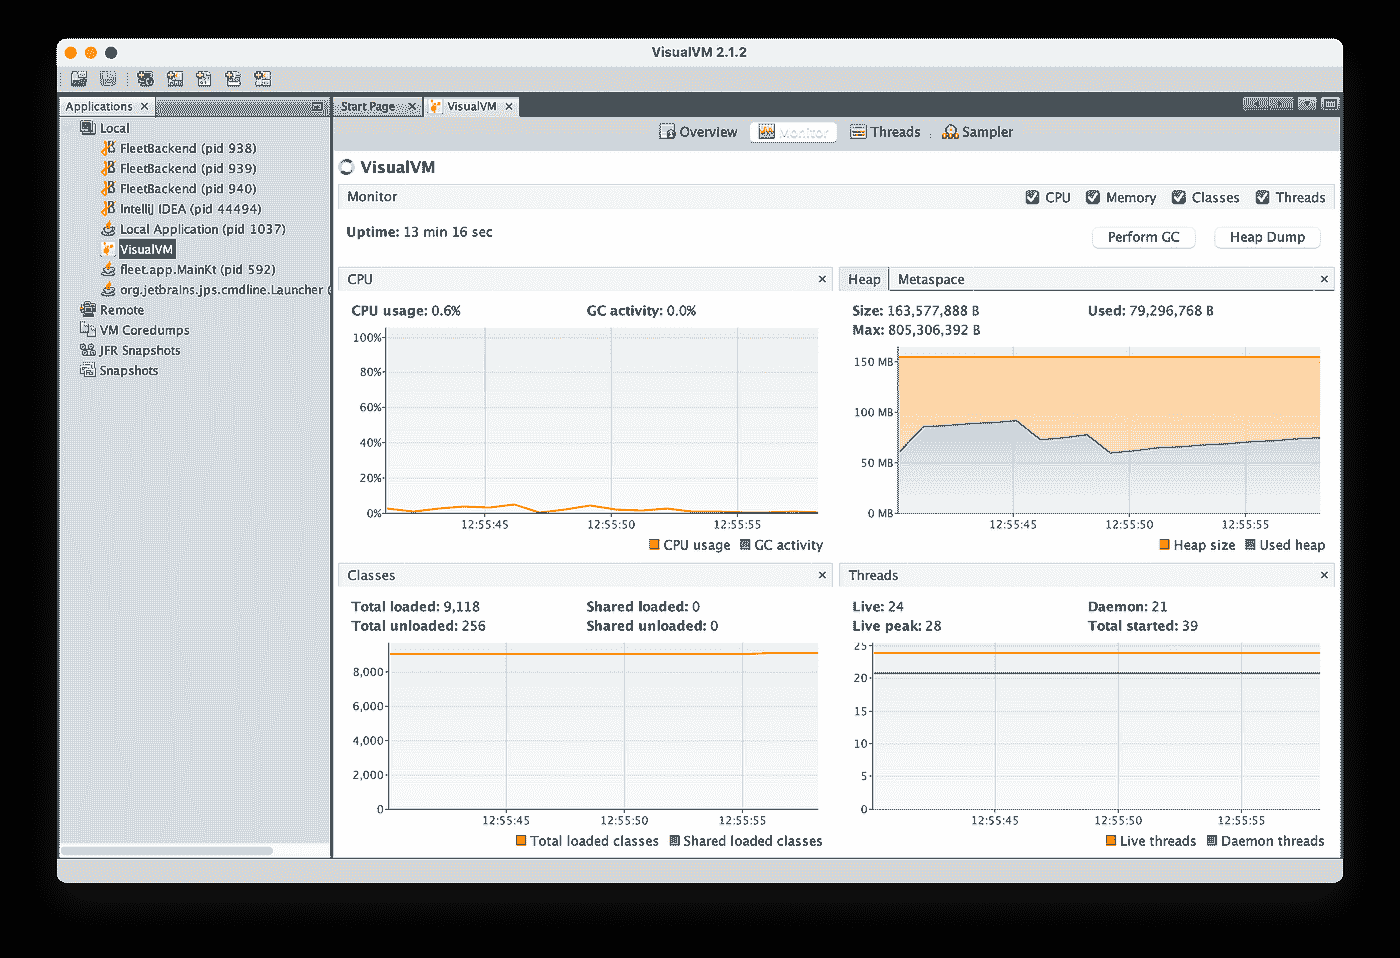 VisualVM 2.1.2
Applications
Start Page
VisualVM
Local
FleetBackend (pid 938)
FleetBackend (pid 939)
FleetBackend (pid 940)
IntelliJ IDEA (pid 44494)
Local Application (pid 1037)
VisualVM
fleet.app.MainKt (pid 592)
org.jetbrains.jps.cmdline.Launcher (
Remote
VM Coredumps
JFR Snapshots
Snapshots
Overview Monitor Threads Sampler
VisualVM
Monitor
CPU Memory Classes Threads
Uptime: 13 min 16 sec
Perform GC Heap Dump
CPU
CPU usage: 0.6% GC activity: 0.0%
100%
80%
60%
40%
20%
0%
12:55:45 12:55:50 12:55:55
CPU usage GC activity
Heap Metaspace
Size: 163,577,888 B Used: 79,296,768 B
Max: 805,306,392 B
150 MB
100 MB
50 MB
0 MB
12:55:45 12:55:50 12:55:55
Heap size Used heap
Classes
Total loaded: 9,118 Shared loaded: 0
Total unloaded: 256 Shared unloaded: 0
8,000
6,000
4,000
2,000
0
12:55:45 12:55:50 12:55:55
Total loaded classes Shared loaded classes
Threads
Live: 24 Daemon: 21
Live peak: 28 Total started: 39
25
20
15
10
5
0
12:55:45 12:55:50 12:55:55
Live threads Daemon threads